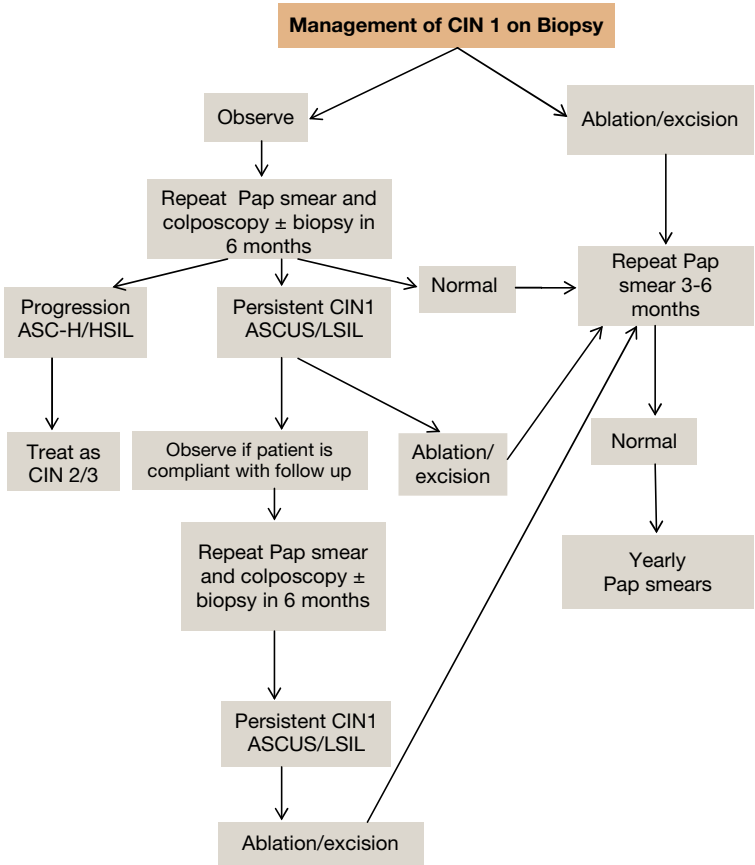 Management of CIN 1 on Biopsy
Observe
Ablation/excision
Repeat Pap smear and
colposcopy ± biopsy in
6 months
Progression
ASC-H/HSIL
Persistent CIN1
ASCUS/LSIL
Normal
Repeat Pap
smear 3-6
months
Treat as
CIN 2/3
Observe if patient is
compliant with follow up
Ablation/
excision
Normal
Repeat Pap smear
and colposcopy ±
biopsy in 6 months
Yearly
Pap smears
Persistent CIN1
ASCUS/LSIL
Ablation/excision